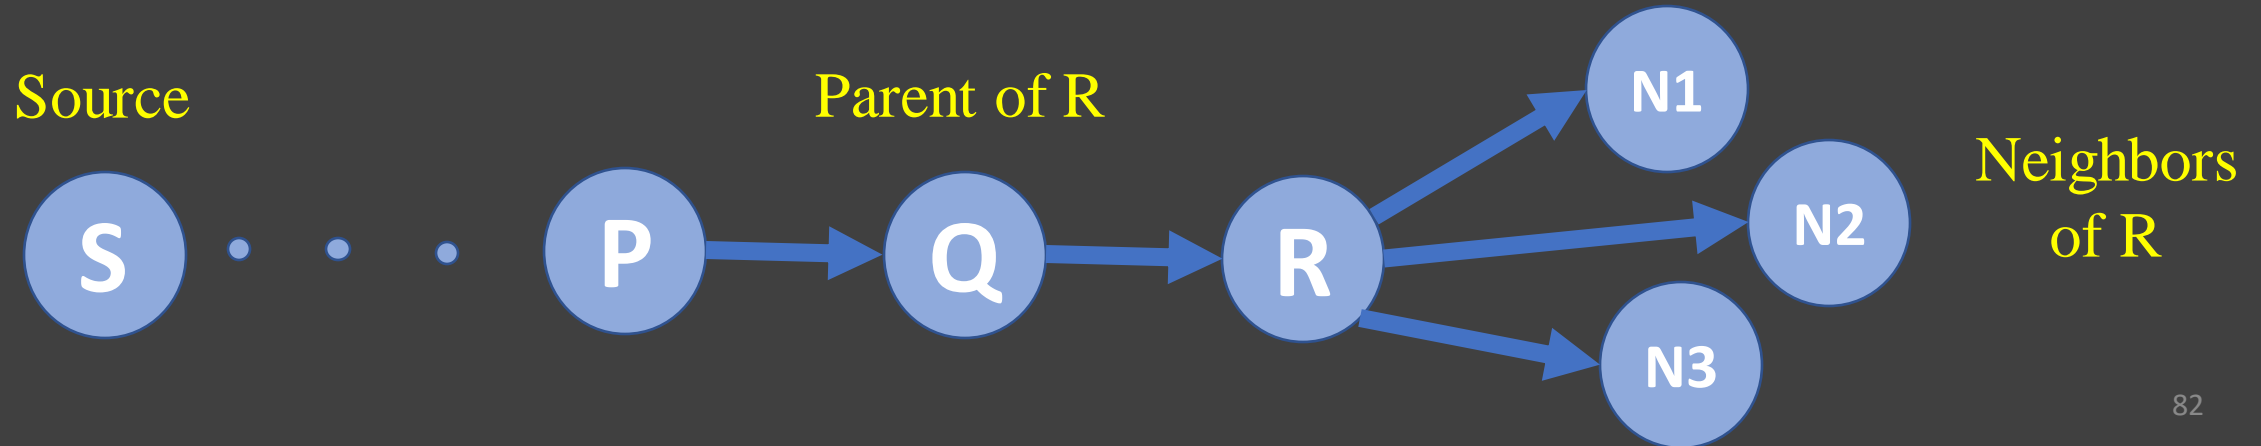 Source
Parent of R
S
P
Q
R
N1
N2
N3
Neighbors
of R
82